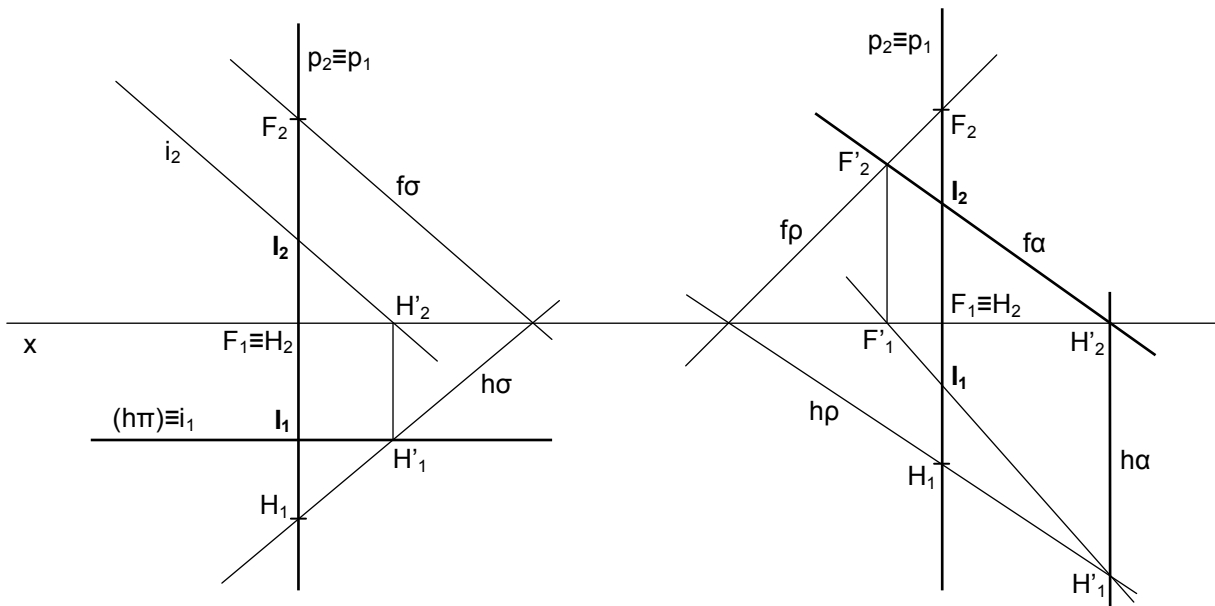 p₂≡p₁
F₂
i₂
fσ
I₂
H'₂
x
F₁≡H₂
hσ
(hπ)≡i₁
I₁
H'₁
H₁
p₂≡p₁
F₂
F'₂
I₂
fρ
fα
F₁≡H₂
F'₁
H'₂
I₁
hρ
H₁
hα
H'₁